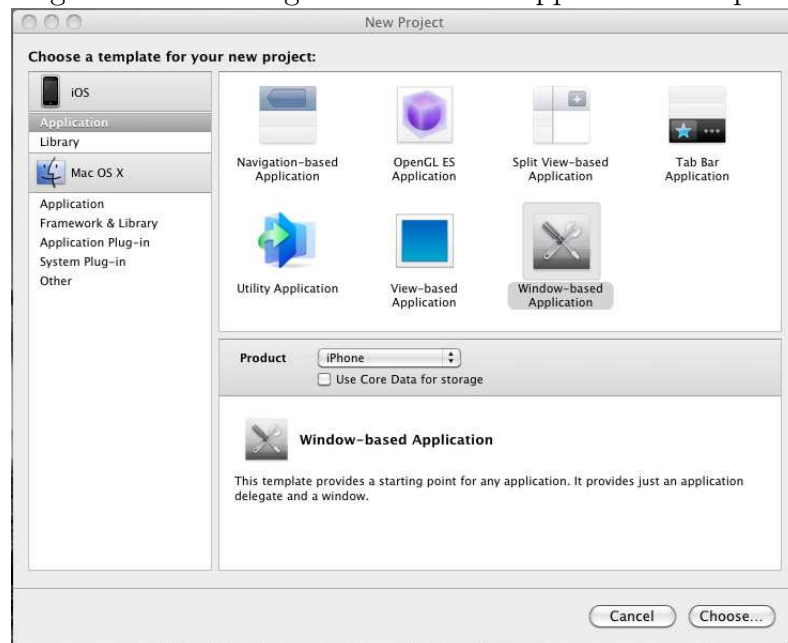 New Project
Choose a template for your new project:
iOS
Application
Library
Mac OS X
Application
Framework & Library
Application Plug-in
System Plug-in
Other
Navigation-based
Application
OpenGL ES
Application
Split View-based
Application
Tab Bar
Application
Utility Application
View-based
Application
Window-based
Application
Product
iPhone
Use Core Data for storage
Window-based Application
This template provides a starting point for any application. It provides just an application
delegate and a window.
Cancel
Choose...